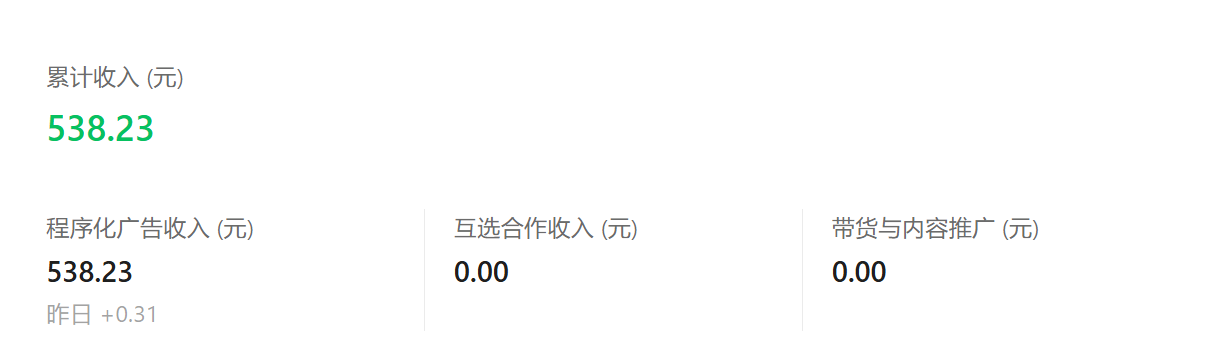 累计收入 (元)
538.23
程序化广告收入 (元)
互选合作收入 (元)
带货与内容推广 (元)
538.23
0.00
0.00
昨日 +0.31